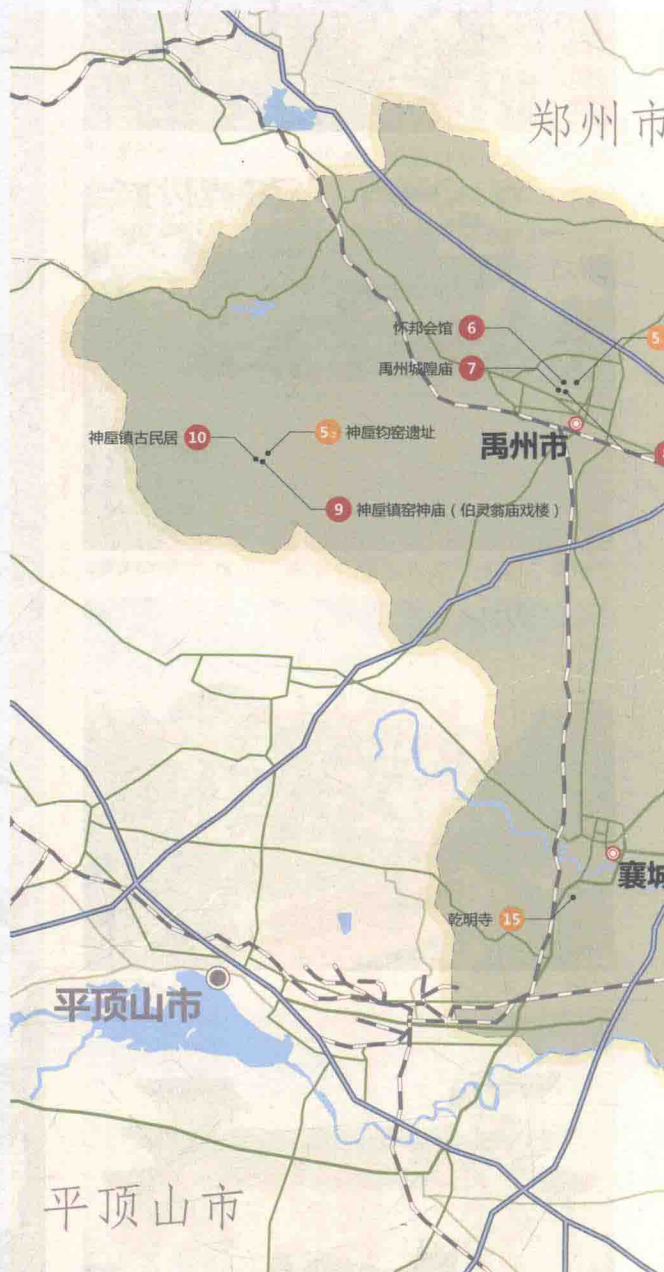 郑州市
怀邦会馆 6
5
禹州城隍庙 7
禹州市
神垕镇古民居 10
5 神垕钧窑遗址
9 神垕镇窑神庙（伯灵翁庙戏楼）
襄城
乾明寺 15
平顶山市
平顶山市